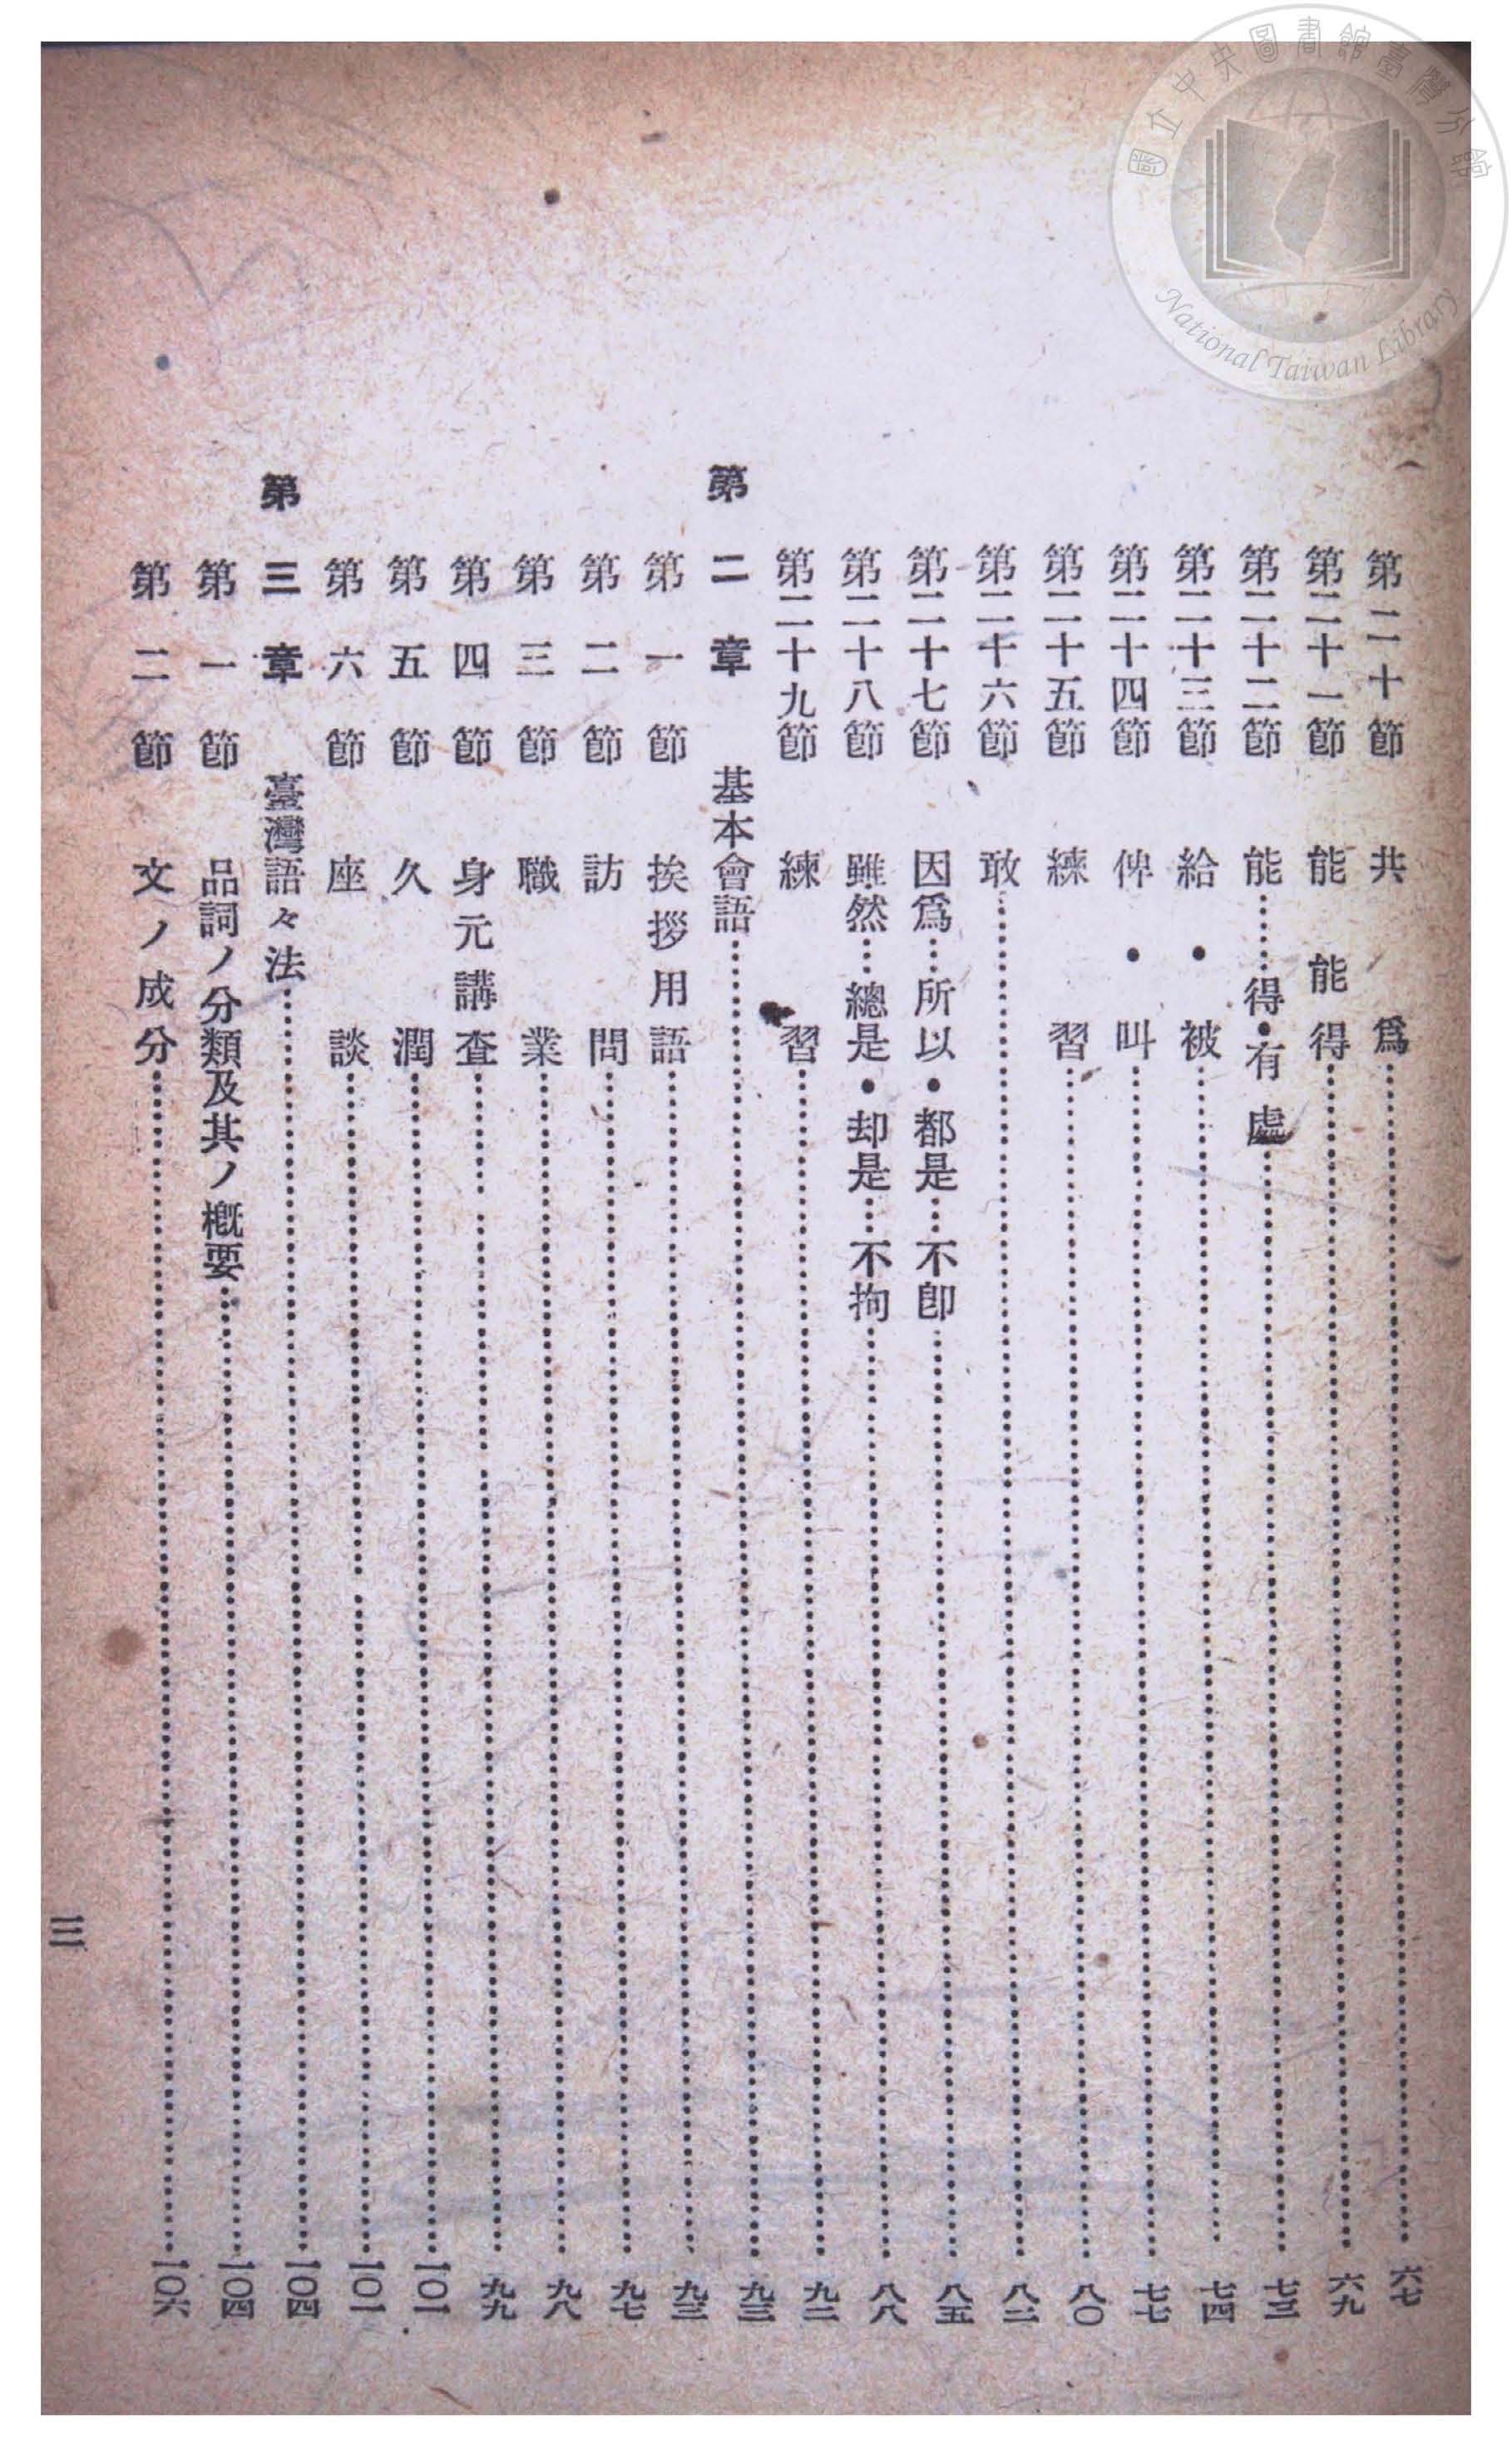 國立中央圖書館臺灣分館
National Taiwan Library
第二十節 共爲……六七
第二十一節 能 能得……六九
第二十二節 能……得・有處……七三
第二十三節 給・被……七四
第二十四節 俾・叫……七七
第二十五節 練習……八〇
第二十六節 敢……八二
第二十七節 因爲……所以・都是……不卽……八五
第二十八節 雖然……總是・却是……不拘……八八
第二十九節 練習……九二
第二章 基本會語……九三
第一節 挨拶用語……九三
第二節 訪問……九七
第三節 職業……九八
第四節 身元講査……九九
第五節 久濶……一〇一
第六節 座談……一〇一
第三章 臺灣語々法……一〇四
第一節 品詞ノ分類及其ノ槪要……一〇四
第二節 文ノ成分……一〇六
三